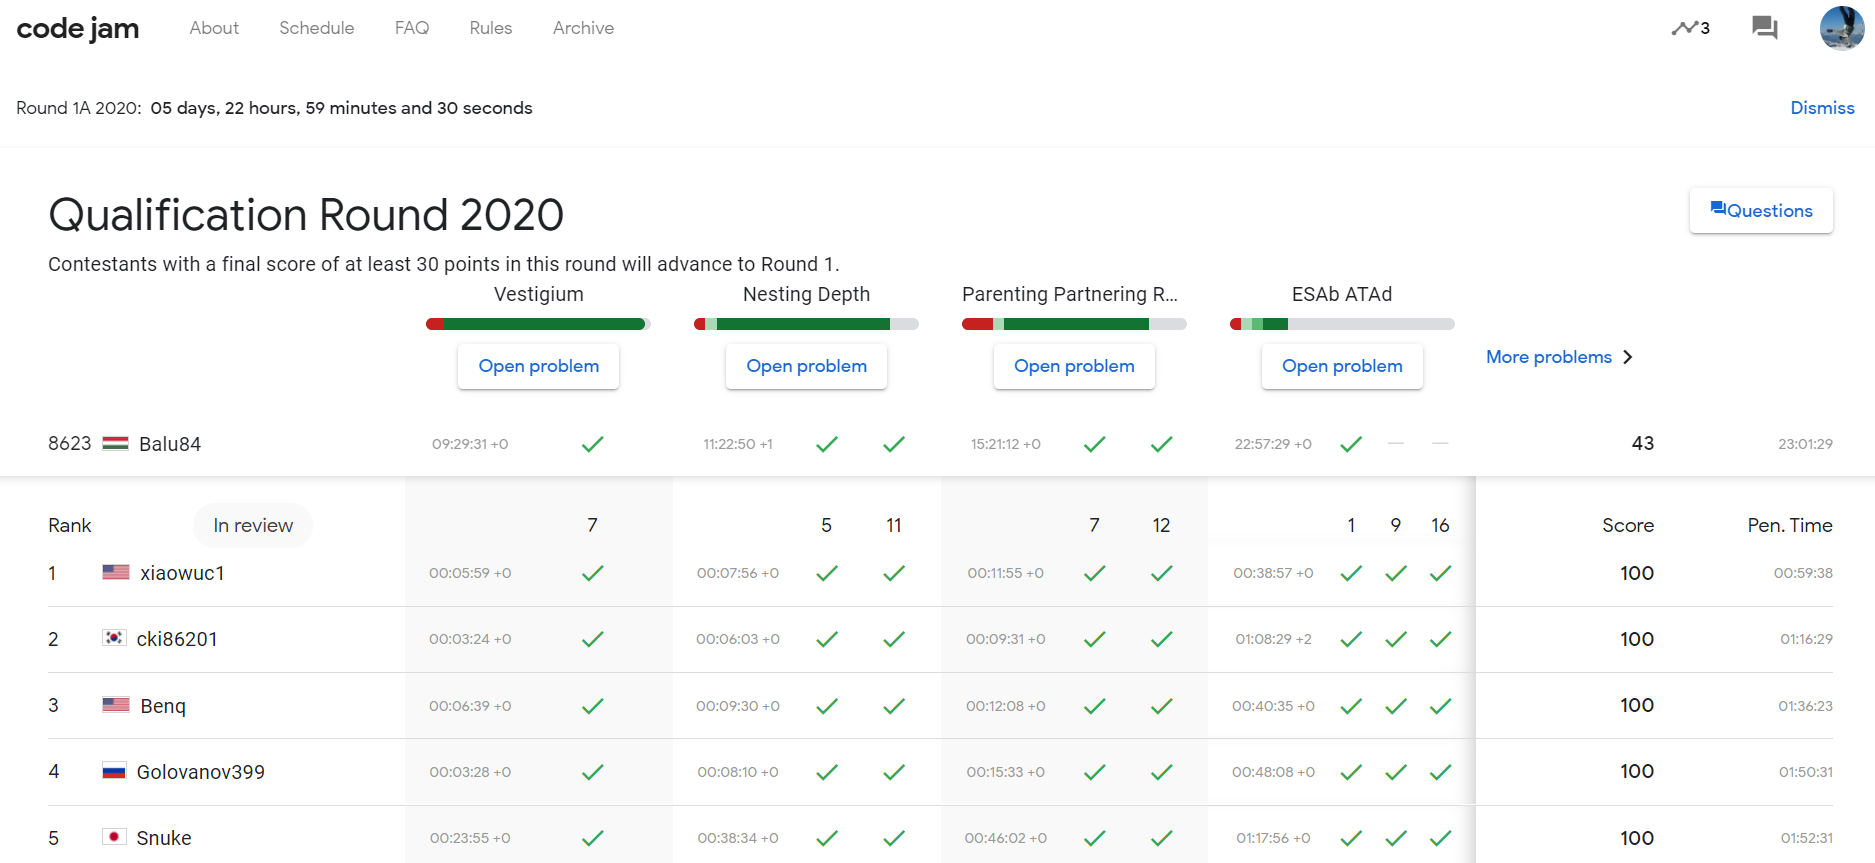 code jam About Schedule FAQ Rules Archive 3
Round 1A 2020: 05 days, 22 hours, 59 minutes and 30 seconds Dismiss
Qualification Round 2020 Questions
Contestants with a final score of at least 30 points in this round will advance to Round 1.
Vestigium Nesting Depth Parenting Partnering R... ESAb ATAd
Open problem Open problem Open problem Open problem More problems
8623 Balu84 09:29:31 +0 11:22:50 +1 15:21:12 +0 22:57:29 +0 43 23:01:29
Rank In review 7 5 11 7 12 1 9 16 Score Pen. Time
1 xiaowuc1 00:05:59 +0 00:07:56 +0 00:11:55 +0 00:38:57 +0 100 00:59:38
2 cki86201 00:03:24 +0 00:06:03 +0 00:09:31 +0 01:08:29 +2 100 01:16:29
3 Benq 00:06:39 +0 00:09:30 +0 00:12:08 +0 00:40:35 +0 100 01:36:23
4 Golovanov399 00:03:28 +0 00:08:10 +0 00:15:33 +0 00:48:08 +0 100 01:50:31
5 Snuke 00:23:55 +0 00:38:34 +0 00:46:02 +0 01:17:56 +0 100 01:52:31